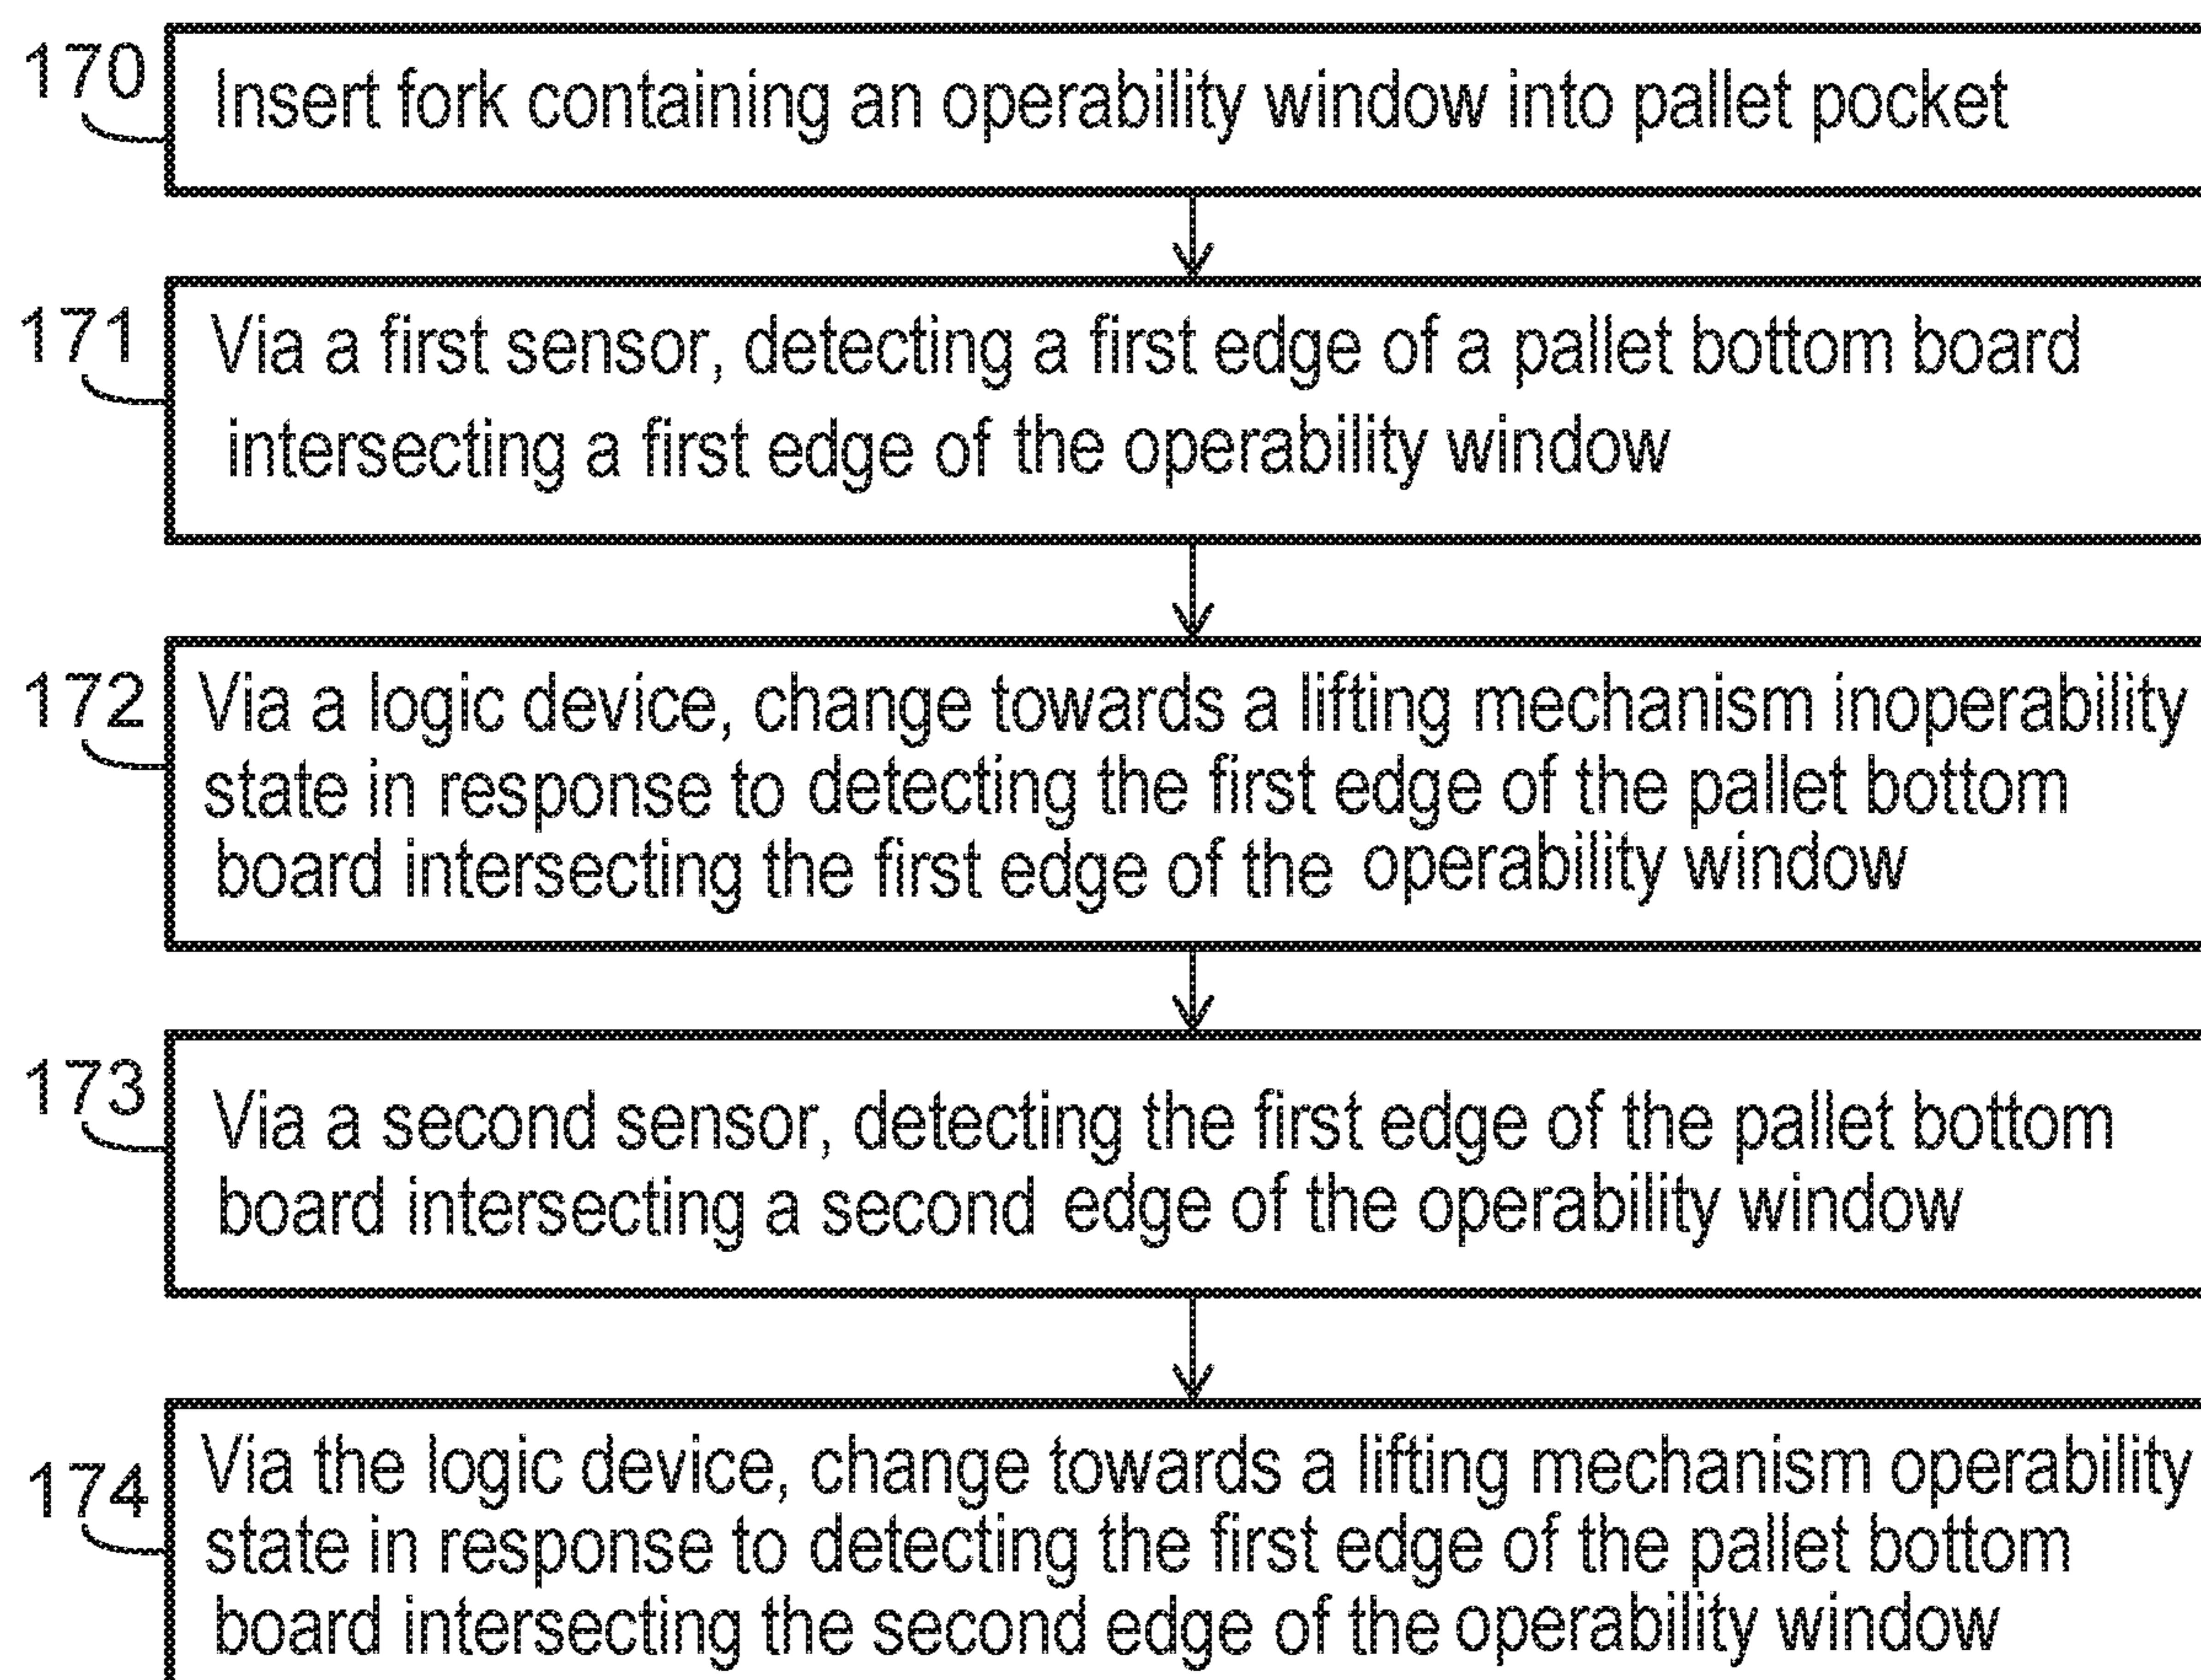 170
Insert fork containing an operability window into pallet pocket
171
Via a first sensor, detecting a first edge of a pallet bottom board
intersecting a first edge of the operability window
172
Via a logic device, change towards a lifting mechanism inoperability
state in response to detecting the first edge of the pallet bottom
board intersecting the first edge of the operability window
173
Via a second sensor, detecting the first edge of the pallet bottom
board intersecting a second edge of the operability window
174
Via the logic device, change towards a lifting mechanism operability
state in response to detecting the first edge of the pallet bottom
board intersecting the second edge of the operability window